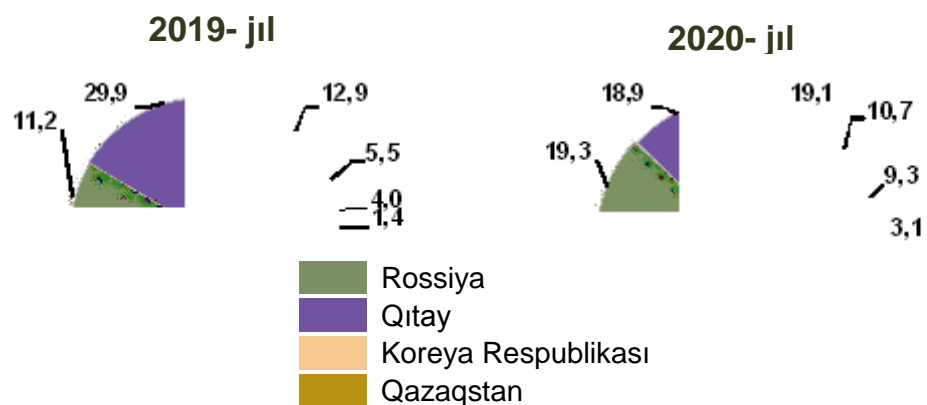 2019- jıl
2020- jıl
29,9
12,9
11,2
5,5
4,0
1,4
18,9
19,1
10,7
19,3
9,3
3,1
Rossiya
Qıtay
Koreya Respublikası
Qazaqstan